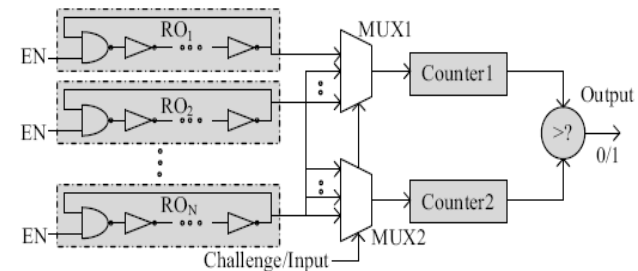 RO1
MUX1
EN
Counter1
RO2
Output
EN
>?
0/1
RON
Counter2
EN
MUX2
Challenge/Input